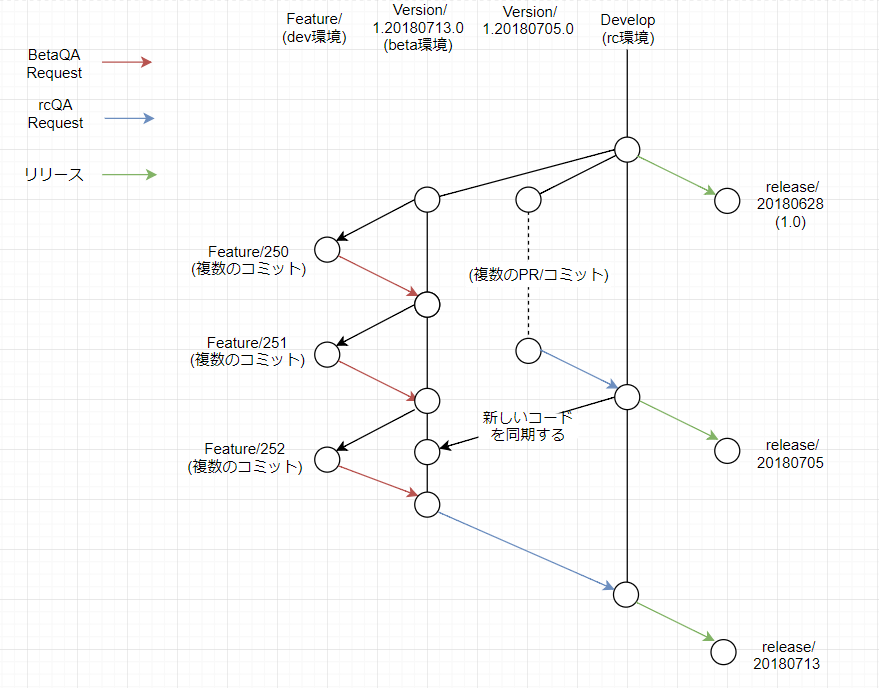 Feature/
(dev環境)
Version/
1.20180713.0
(beta環境)
Version/
1.20180705.0
Develop
(rc環境)
BetaQA
Request
rcQA
Request
リリース
release/
20180628
(1.0)
Feature/250
(複数のコミット)
(複数のPR/コミット)
Feature/251
(複数のコミット)
新しいコード
を同期する
Feature/252
(複数のコミット)
release/
20180705
release/
20180713